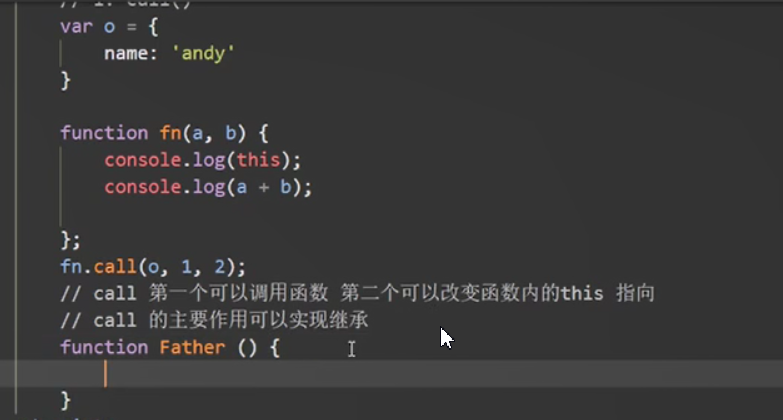 // 1. call()
var o = {
name: 'andy'
}
function fn(a, b) {
console.log(this);
console.log(a + b);
};
fn.call(o, 1, 2);
// call 第一个可以调用函数 第二个可以改变函数内的this 指向
// call 的主要作用可以实现继承
function Father () {
}